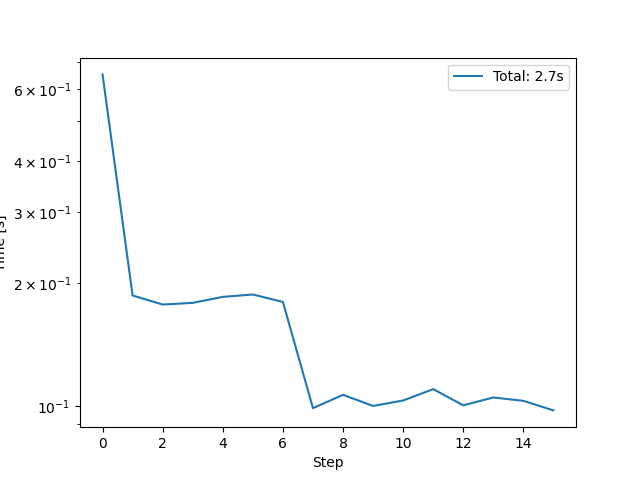 Total: 2.7s
6 × 10⁻¹
4 × 10⁻¹
3 × 10⁻¹
2 × 10⁻¹
10⁻¹
[s]
0 2 4 6 8 10 12 14
Step